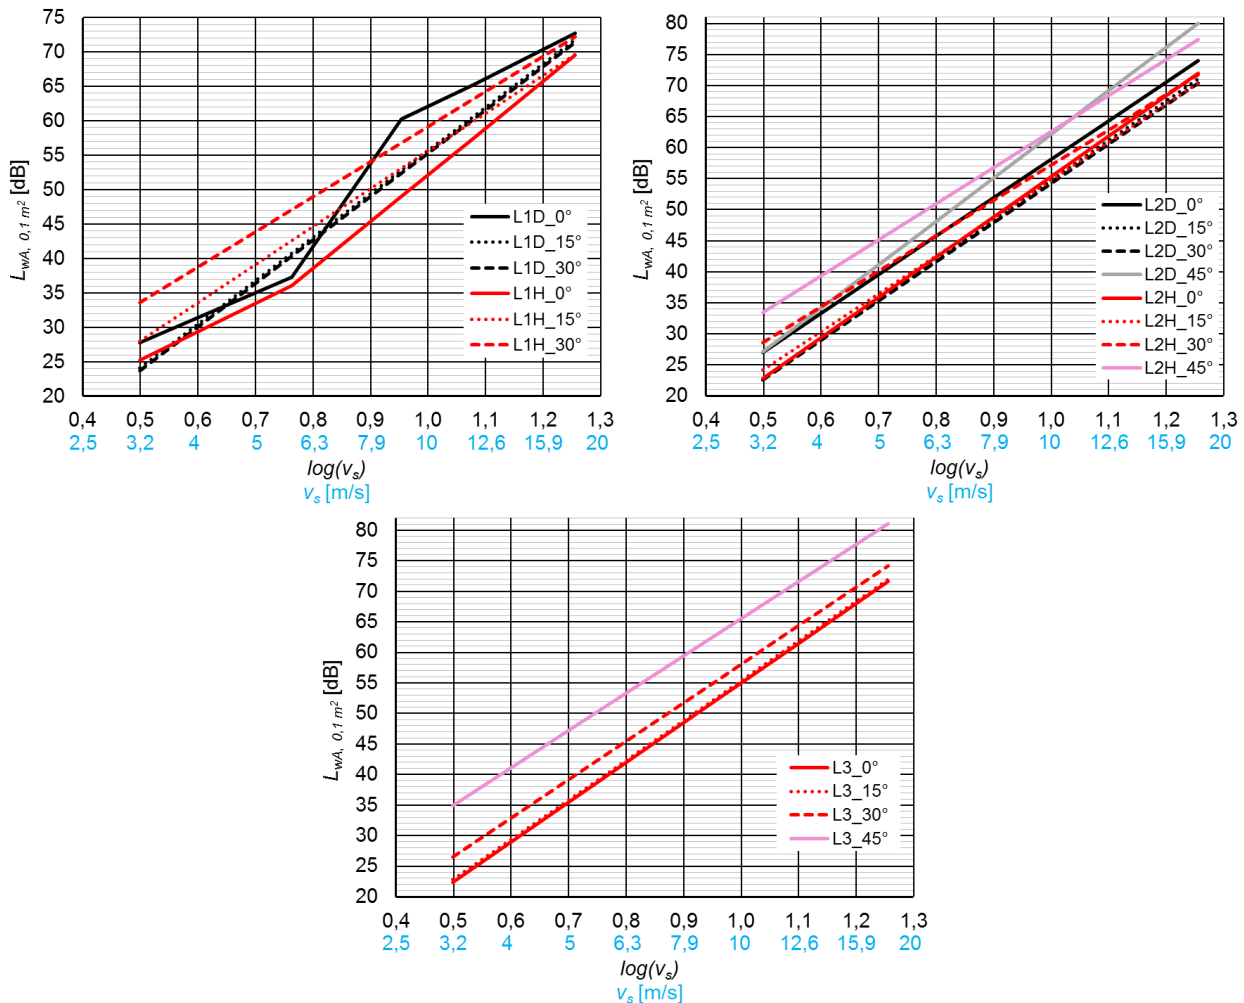 75
70
65
60
55
50
45
40
35
30
25
20
LwA, 0,1 m² [dB]
L1D_0°
L1D_15°
L1D_30°
L1H_0°
L1H_15°
L1H_30°
0,4 0,5 0,6 0,7 0,8 0,9 1,0 1,1 1,2 1,3
2,5 3,2 4 5 6,3 7,9 10 12,6 15,9 20
log(vs)
vs [m/s]
80
75
70
65
60
55
50
45
40
35
30
25
20
LwA, 0,1 m² [dB]
L2D_0°
L2D_15°
L2D_30°
L2D_45°
L2H_0°
L2H_15°
L2H_30°
L2H_45°
0,4 0,5 0,6 0,7 0,8 0,9 1,0 1,1 1,2 1,3
2,5 3,2 4 5 6,3 7,9 10 12,6 15,9 20
log(vs)
vs [m/s]
80
75
70
65
60
55
50
45
40
35
30
25
20
LwA, 0,1 m² [dB]
L3_0°
L3_15°
L3_30°
L3_45°
0,4 0,5 0,6 0,7 0,8 0,9 1,0 1,1 1,2 1,3
2,5 3,2 4 5 6,3 7,9 10 12,6 15,9 20
log(vs)
vs [m/s]